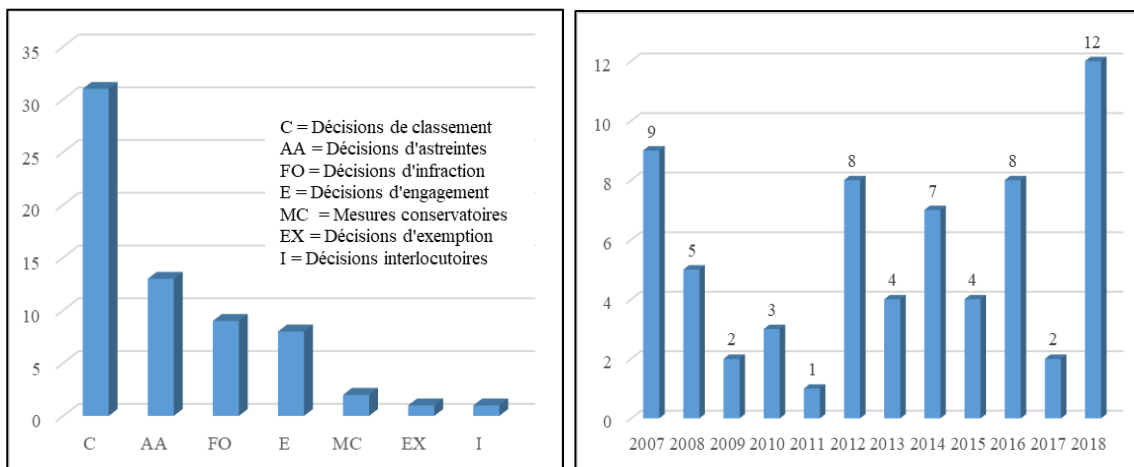 35
30
25
20
15
10
5
0
C = Décisions de classement
AA = Décisions d'astreintes
FO = Décisions d'infraction
E = Décisions d'engagement
MC = Mesures conservatoires
EX = Décisions d'exemption
I = Décisions interlocutoires
C AA FO E MC EX I
12
10
8
6
4
2
0
9 5 2 3 1 8 4 7 4 8 2 12
2007 2008 2009 2010 2011 2012 2013 2014 2015 2016 2017 2018